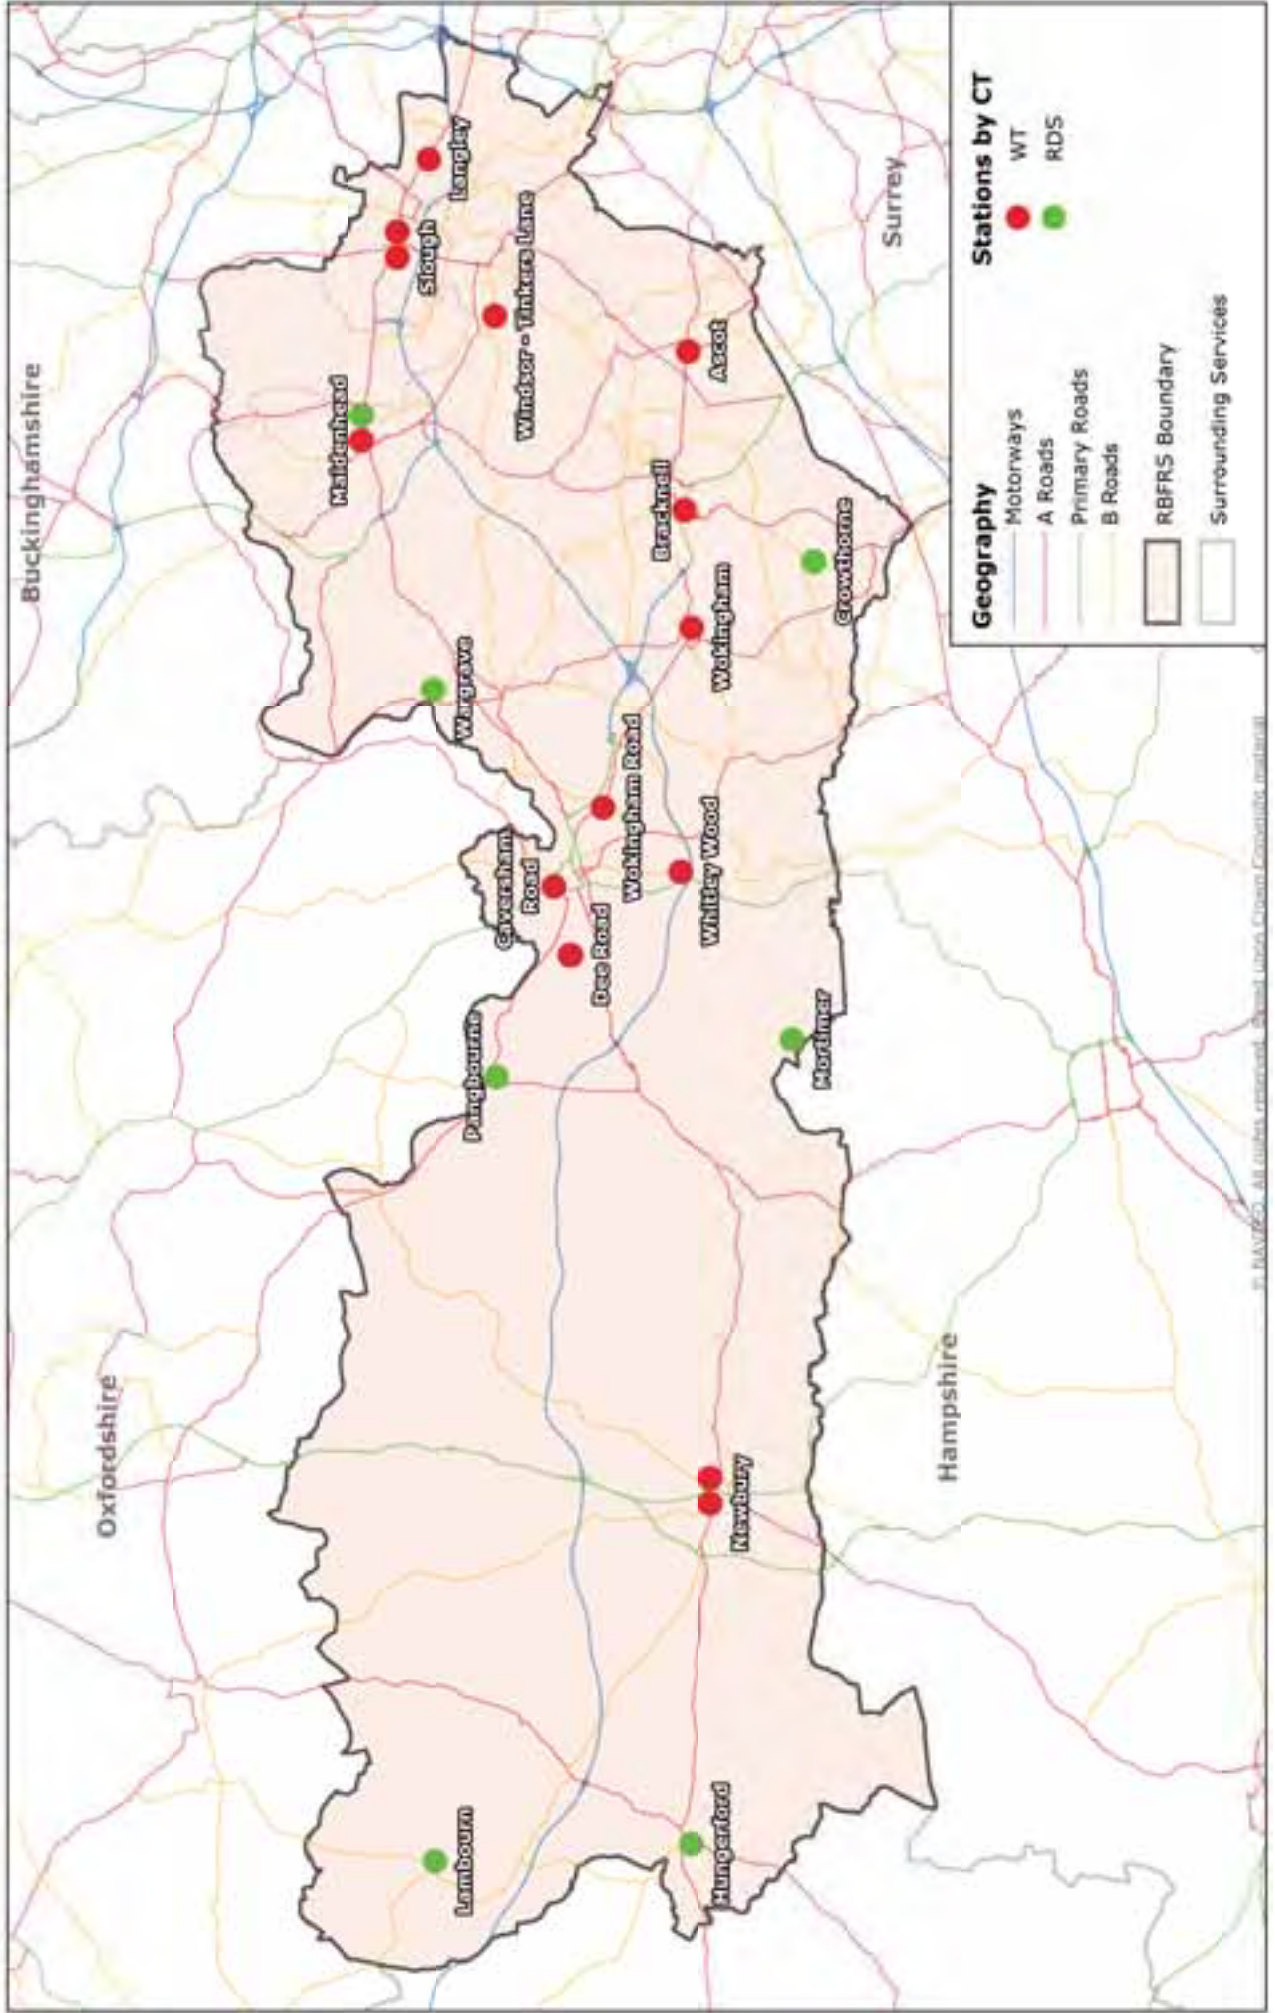 Buckinghamshire
Oxfordshire
Maidenhead
Langley
Slough
Lambourn
Wargrave
Pangbourne
Windsor - Tinkers Lane
Caversham
Road
Dee Road
Wokingham Road
Bracknell
Ascot
Hungerford
Newbury
Whitley Wood
Wokingham
Mortimer
Crowthorne
Surrey
Hampshire
Geography
Motorways
A Roads
Primary Roads
B Roads
RBFRS Boundary
Surrounding Services
Stations by CT
WT
RDS
All rights reserved. Based upon Crown Copyright material